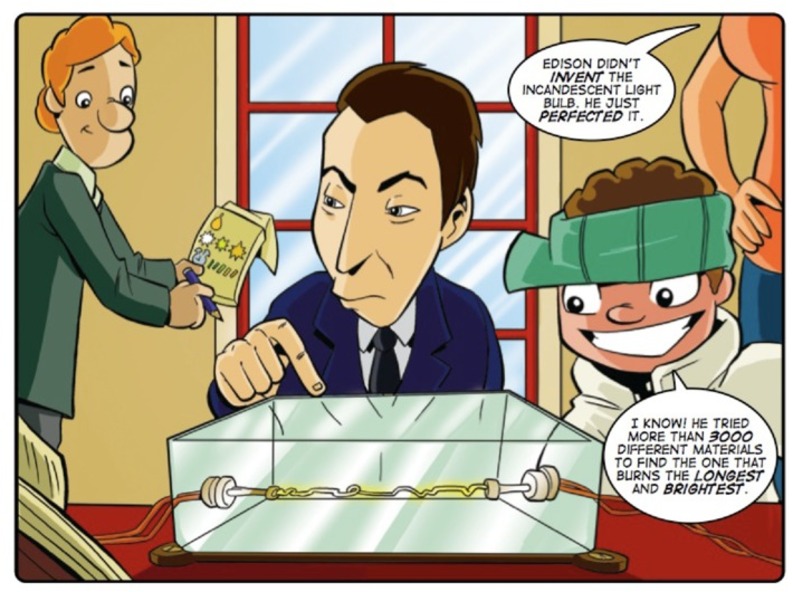 EDISON DIDN'T
INVENT THE
INCANDESCENT LIGHT
BULB. HE JUST
PERFECTED IT.
I KNOW! HE TRIED
MORE THAN 3000
DIFFERENT MATERIALS
TO FIND THE ONE THAT
BURNS THE LONGEST
AND BRIGHTEST.